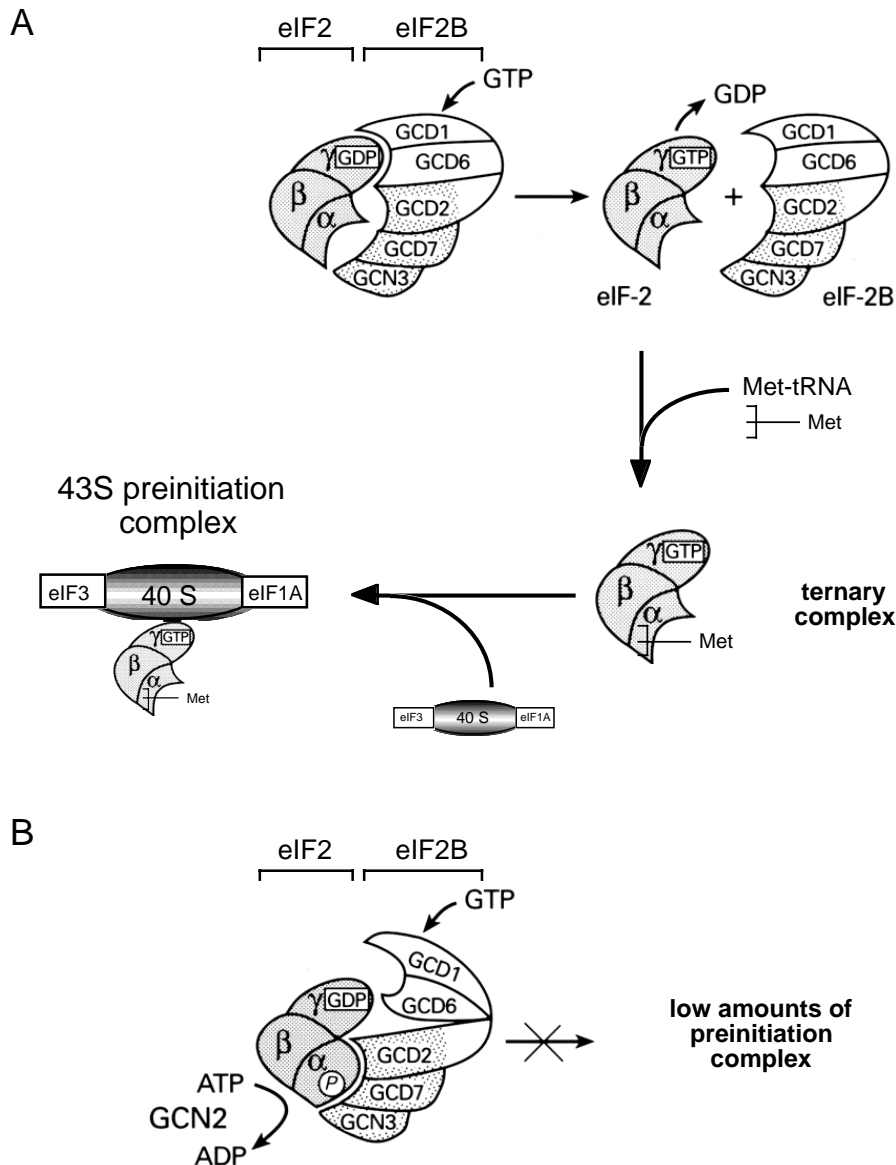 A
eIF2 eIF2B
GTP
GDP
GCD1
γ GDP
GCD6
β
α
GCD2
GCD7
GCN3
γ GTP
β
α
+
GCD1
GCD6
GCD2
GCD7
GCN3
eIF-2
eIF-2B
Met-tRNA
Met
43S preinitiation
complex
eIF3 40 S eIF1A
γ GTP
β
α
Met
γ GTP
β
α
Met
ternary
complex
eIF3 40 S eIF1A
B
eIF2 eIF2B
GTP
GCD1
γ GDP
GCD6
β
α
P
GCD2
GCD7
GCN3
ATP
GCN2
ADP
low amounts of
preinitiation
complex